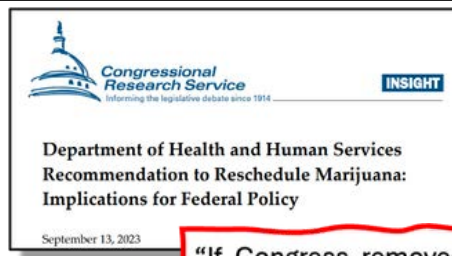 Congressional
Research Service
Informing the legislative debate since 1914
INSIGHT
Department of Health and Human Services
Recommendation to Reschedule Marijuana:
Implications for Federal Policy
September 13, 2023
"If Congress remove